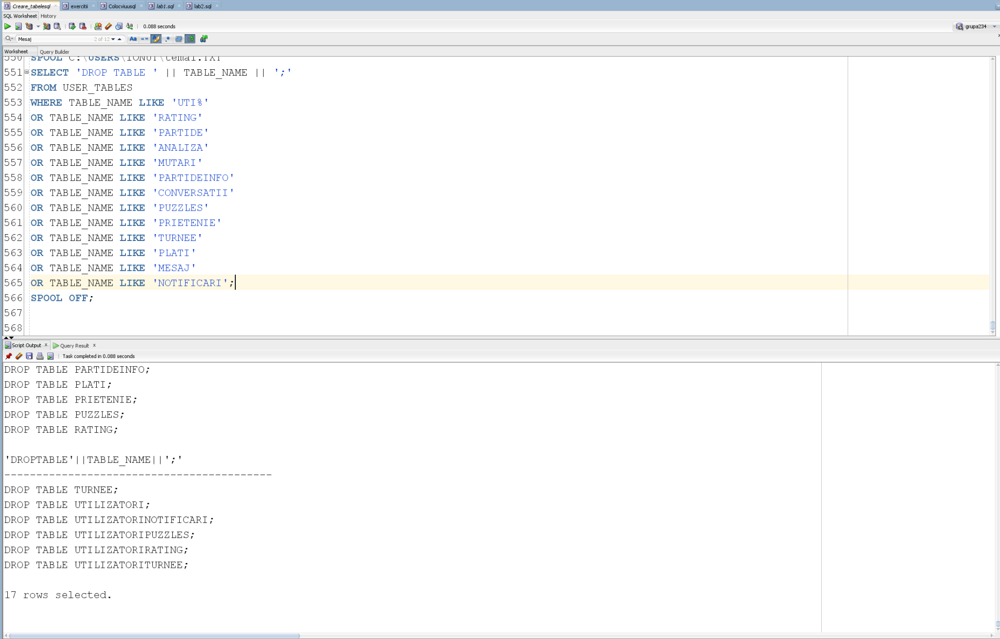 Creare_tabelesql exercitii Colocviuusql lab1.sql lab2.sql
SQL Worksheet History
0.088 seconds grupa234
Mesaj 2 of 12 Aa “”
Worksheet Query Builder
550 SPOOL C:\USERS\IONUT\tema1.TXT
551 SELECT 'DROP TABLE ' || TABLE_NAME || ';'
552 FROM USER_TABLES
553 WHERE TABLE_NAME LIKE 'UTI%'
554 OR TABLE_NAME LIKE 'RATING'
555 OR TABLE_NAME LIKE 'PARTIDE'
556 OR TABLE_NAME LIKE 'ANALIZA'
557 OR TABLE_NAME LIKE 'MUTARI'
558 OR TABLE_NAME LIKE 'PARTIDEINFO'
559 OR TABLE_NAME LIKE 'CONVERSATII'
560 OR TABLE_NAME LIKE 'PUZZLES'
561 OR TABLE_NAME LIKE 'PRIETENIE'
562 OR TABLE_NAME LIKE 'TURNEE'
563 OR TABLE_NAME LIKE 'PLATI'
564 OR TABLE_NAME LIKE 'MESAJ'
565 OR TABLE_NAME LIKE 'NOTIFICARI';
566 SPOOL OFF;
567
568
Script Output x Query Result x
Task completed in 0.088 seconds
DROP TABLE PARTIDEINFO;
DROP TABLE PLATI;
DROP TABLE PRIETENIE;
DROP TABLE PUZZLES;
DROP TABLE RATING;
'DROPTABLE'||TABLE_NAME||';'
------------------------------------------
DROP TABLE TURNEE;
DROP TABLE UTILIZATORI;
DROP TABLE UTILIZATORINOTIFICARI;
DROP TABLE UTILIZATORIPUZZLES;
DROP TABLE UTILIZATORIRATING;
DROP TABLE UTILIZATORITURNEE;
17 rows selected.